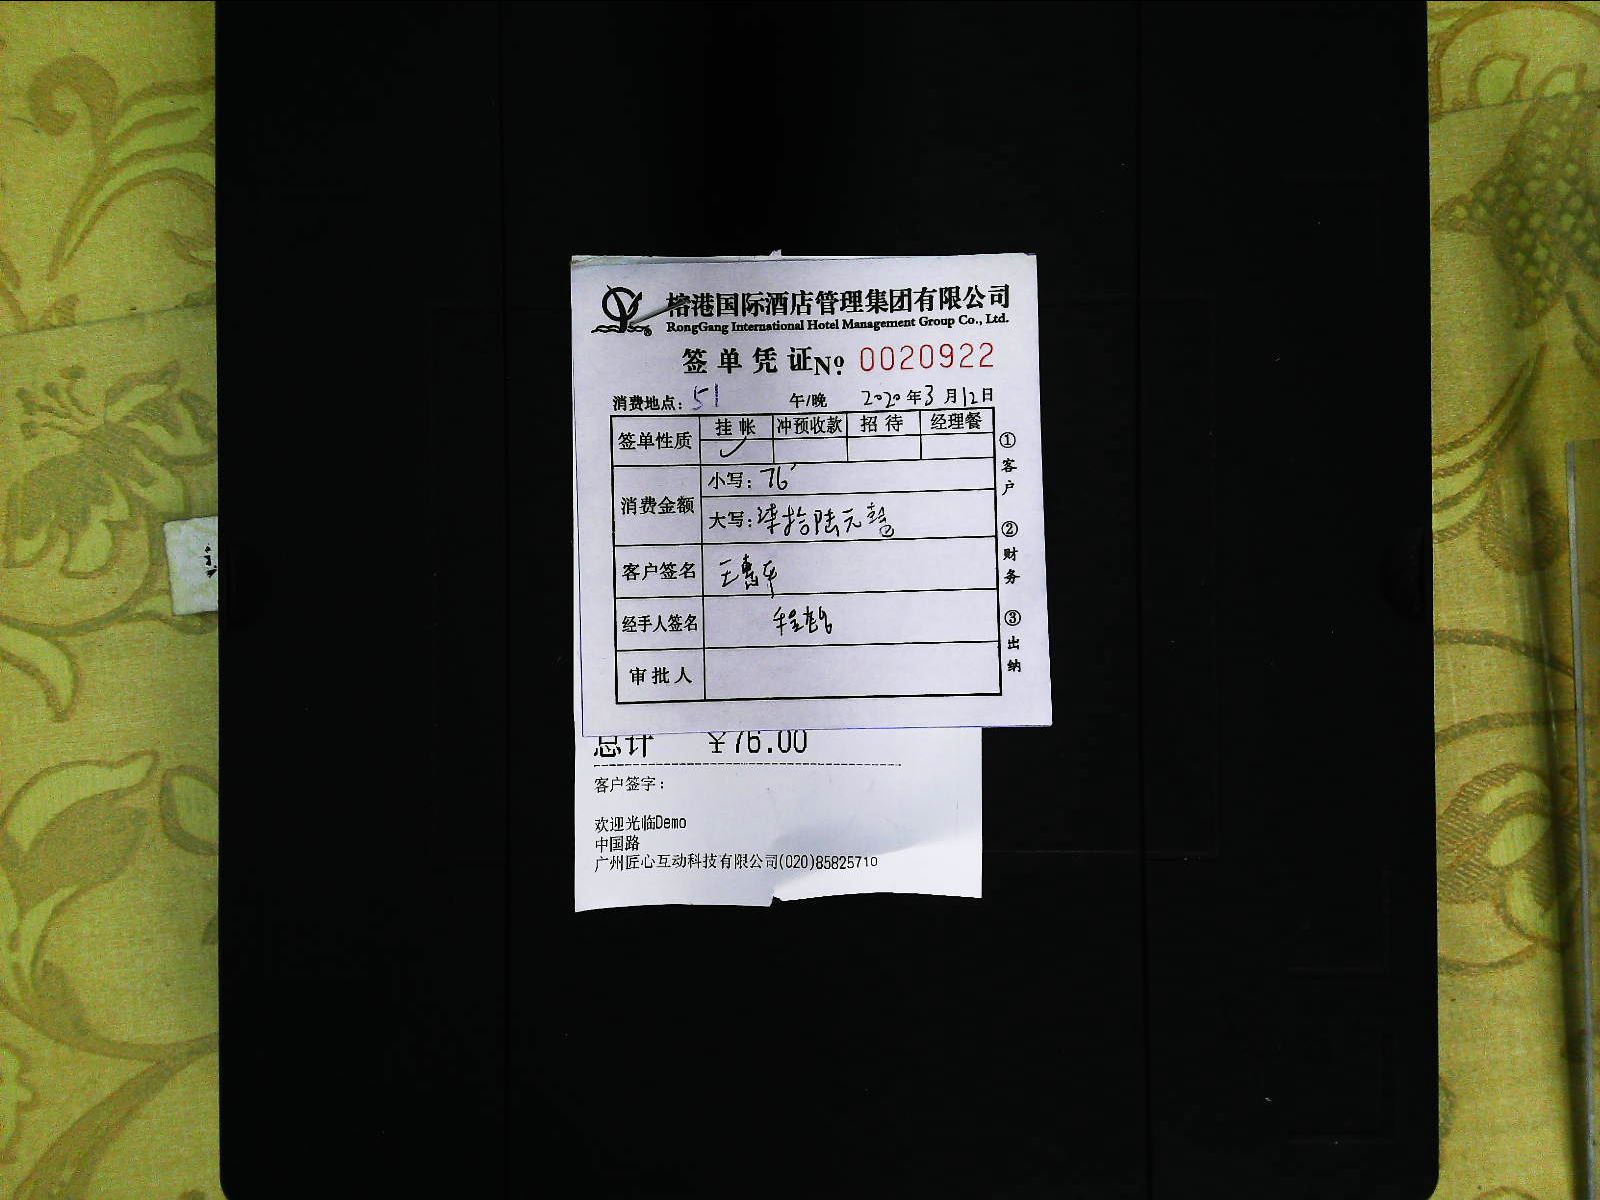 榕港国际酒店管理集团有限公司
RongGang International Hotel Management Group Co., Ltd.
签单凭证 No. 0020922
消费地点：51 午/晚 2020年3月12日
签单性质 挂帐 冲预收款 招待 经理餐
✓
消费金额 小写：76
大写：柒拾陆元整
客户签名 王惠车
经手人签名 程
审批人
①客户 ②财务 ③出纳
总计 ￥76.00
客户签字：
欢迎光临Demo
中国路
广州匠心互动科技有限公司(020)85825710